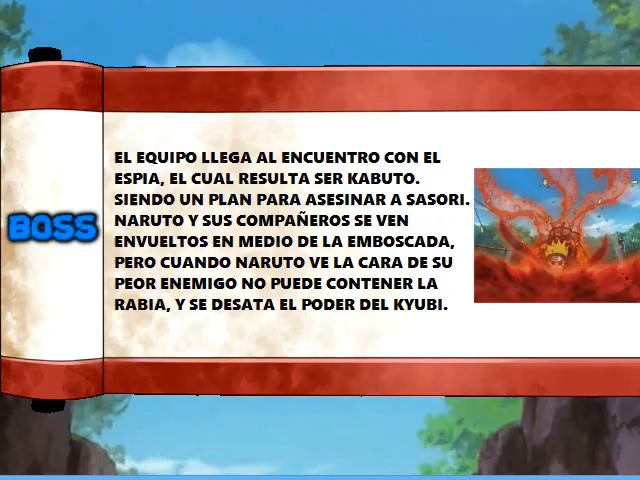 BOSS
EL EQUIPO LLEGA AL ENCUENTRO CON EL
ESPIA, EL CUAL RESULTA SER KABUTO.
SIENDO UN PLAN PARA ASESINAR A SASORI.
NARUTO Y SUS COMPAÑEROS SE VEN
ENVUELTOS EN MEDIO DE LA EMBOSCADA,
PERO CUANDO NARUTO VE LA CARA DE SU
PEOR ENEMIGO NO PUEDE CONTENER LA
RABIA, Y SE DESATA EL PODER DEL KYUBI.